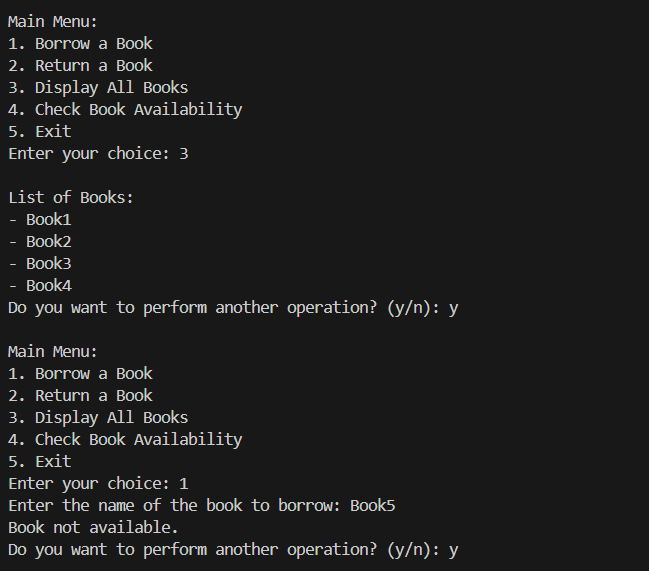 Main Menu:
1. Borrow a Book
2. Return a Book
3. Display All Books
4. Check Book Availability
5. Exit
Enter your choice: 3
List of Books:
- Book1
- Book2
- Book3
- Book4
Do you want to perform another operation? (y/n): y
Main Menu:
1. Borrow a Book
2. Return a Book
3. Display All Books
4. Check Book Availability
5. Exit
Enter your choice: 1
Enter the name of the book to borrow: Book5
Book not available.
Do you want to perform another operation? (y/n): y